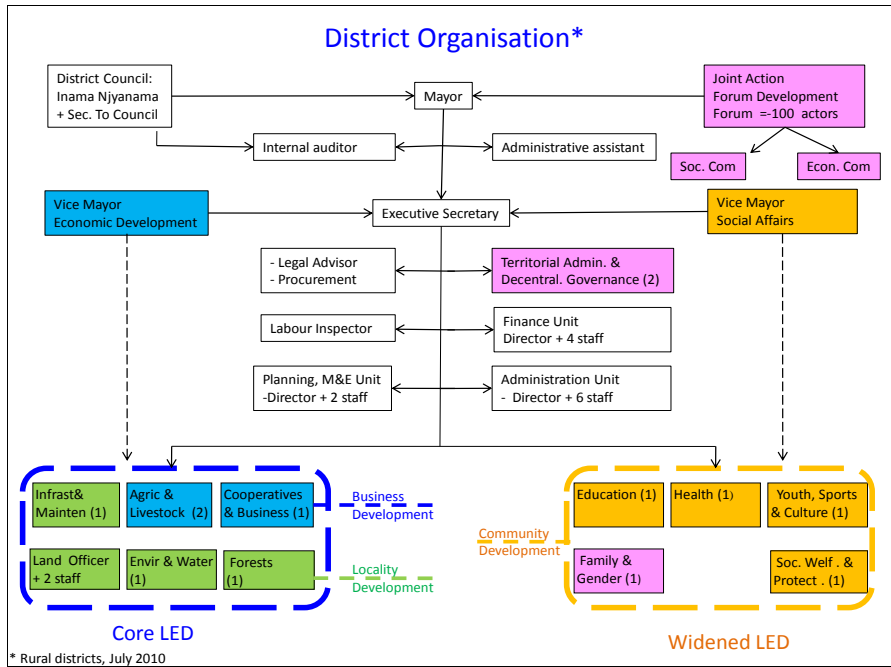 District Organisation*
District Council:
Inama Njyanama
+ Sec. To Council
Mayor
Joint Action
Forum Development
Forum =-100 actors
Internal auditor
Administrative assistant
Soc. Com
Econ. Com
Vice Mayor
Economic Development
Executive Secretary
Vice Mayor
Social Affairs
- Legal Advisor
- Procurement
Territorial Admin. &
Decentral. Governance (2)
Labour Inspector
Finance Unit
Director + 4 staff
Planning, M&E Unit
-Director + 2 staff
Administration Unit
- Director + 6 staff
Infrast&
Mainten (1)
Agric &
Livestock (2)
Cooperatives
& Business (1)
Business
Development
Land Officer
+ 2 staff
Envir & Water
(1)
Forests
(1)
Locality
Development
Core LED
Community
Development
Education (1)
Health (1)
Youth, Sports
& Culture (1)
Family &
Gender (1)
Soc. Welf . &
Protect . (1)
Widened LED
* Rural districts, July 2010